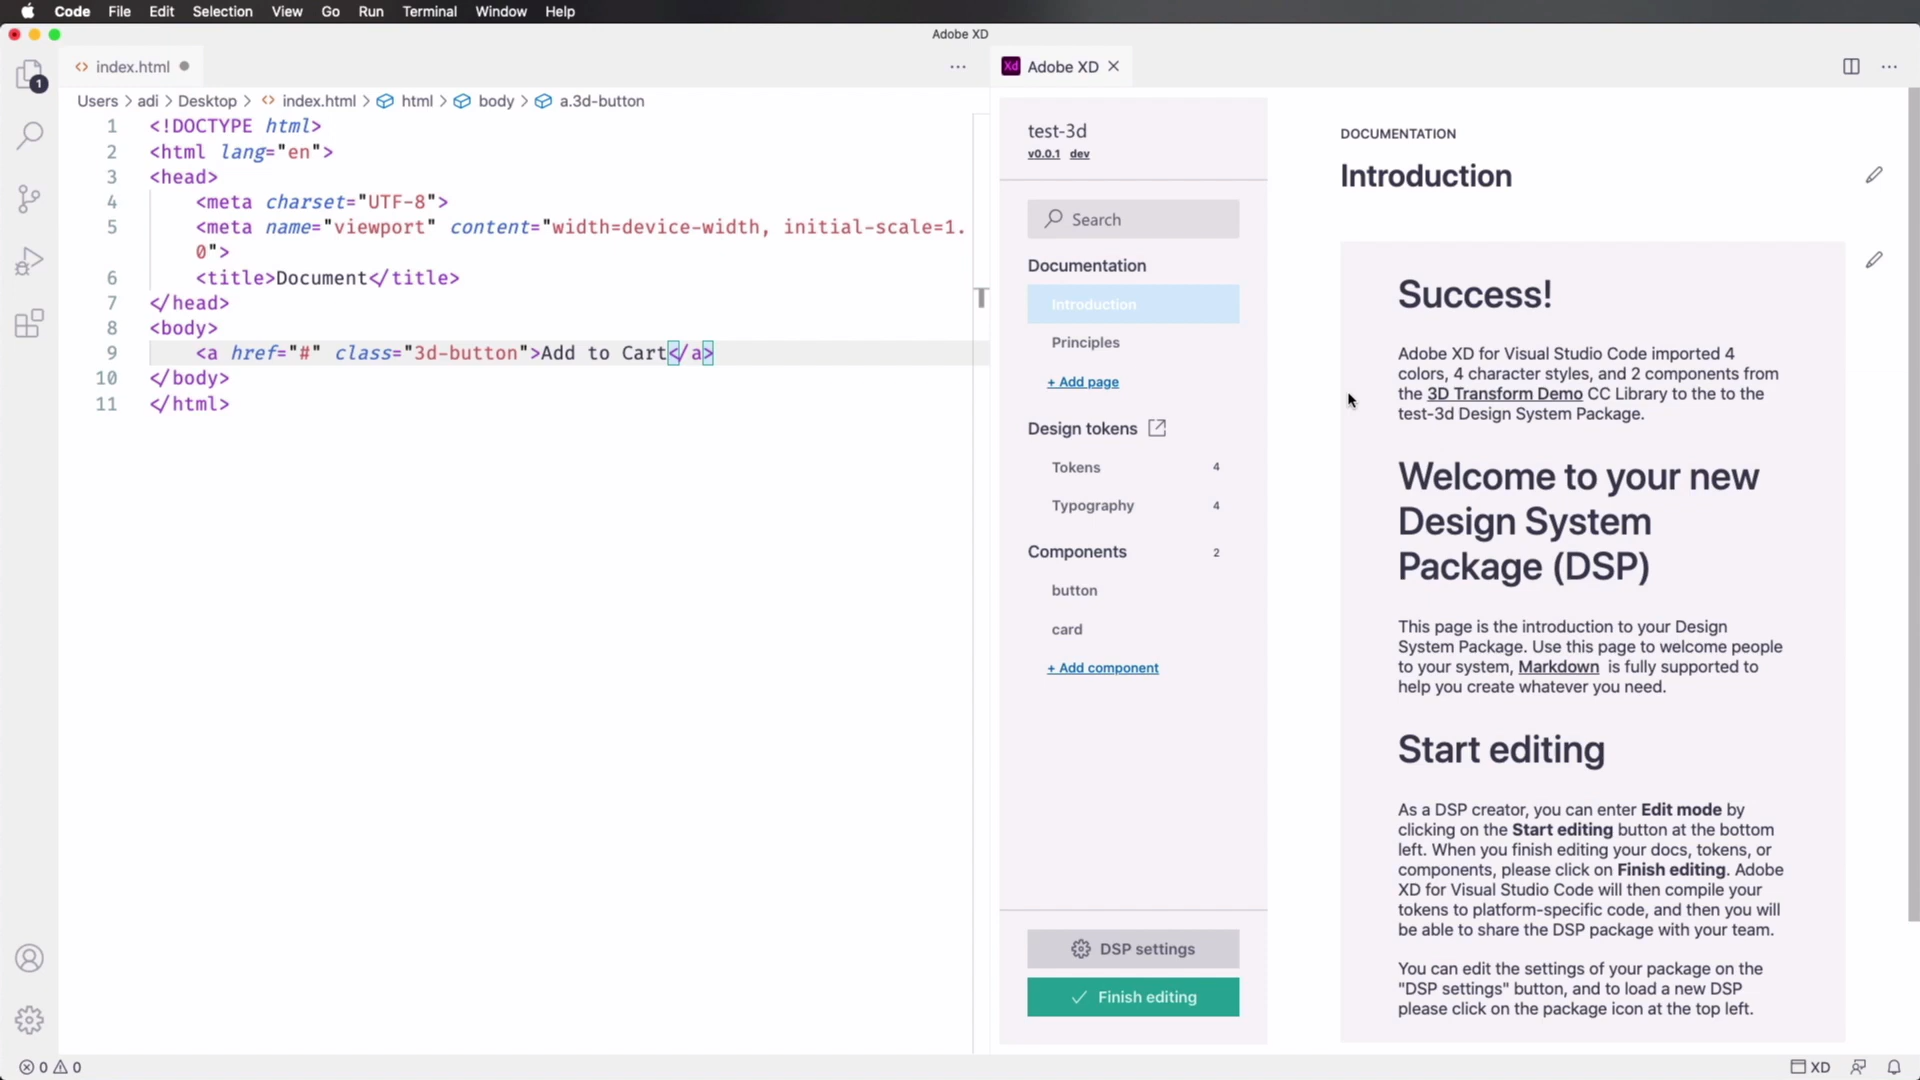 Code File Edit Selection View Go Run Terminal Window Help
Adobe XD
index.html
Users > adi > Desktop > index.html > html > body > a.3d-button
1 <!DOCTYPE html>
2 <html lang="en">
3 <head>
4 <meta charset="UTF-8">
5 <meta name="viewport" content="width=device-width, initial-scale=1.
0">
6 <title>Document</title>
7 </head>
8 <body>
9 <a href="#" class="3d-button">Add to Cart</a>
10 </body>
11 </html>
1
T
Xd Adobe XD
test-3d
v0.0.1 dev
Search
Documentation
Introduction
Principles
+ Add page
Design tokens
Tokens 4
Typography 4
Components 2
button
card
+ Add component
DSP settings
Finish editing
DOCUMENTATION
Introduction
Success!
Adobe XD for Visual Studio Code imported 4
colors, 4 character styles, and 2 components from
the 3D Transform Demo CC Library to the to the
test-3d Design System Package.
Welcome to your new
Design System
Package (DSP)
This page is the introduction to your Design
System Package. Use this page to welcome people
to your system, Markdown is fully supported to
help you create whatever you need.
Start editing
As a DSP creator, you can enter Edit mode by
clicking on the Start editing button at the bottom
left. When you finish editing your docs, tokens, or
components, please click on Finish editing. Adobe
XD for Visual Studio Code will then compile your
tokens to platform-specific code, and then you will
be able to share the DSP package with your team.
You can edit the settings of your package on the
"DSP settings" button, and to load a new DSP
please click on the package icon at the top left.
0 0
XD